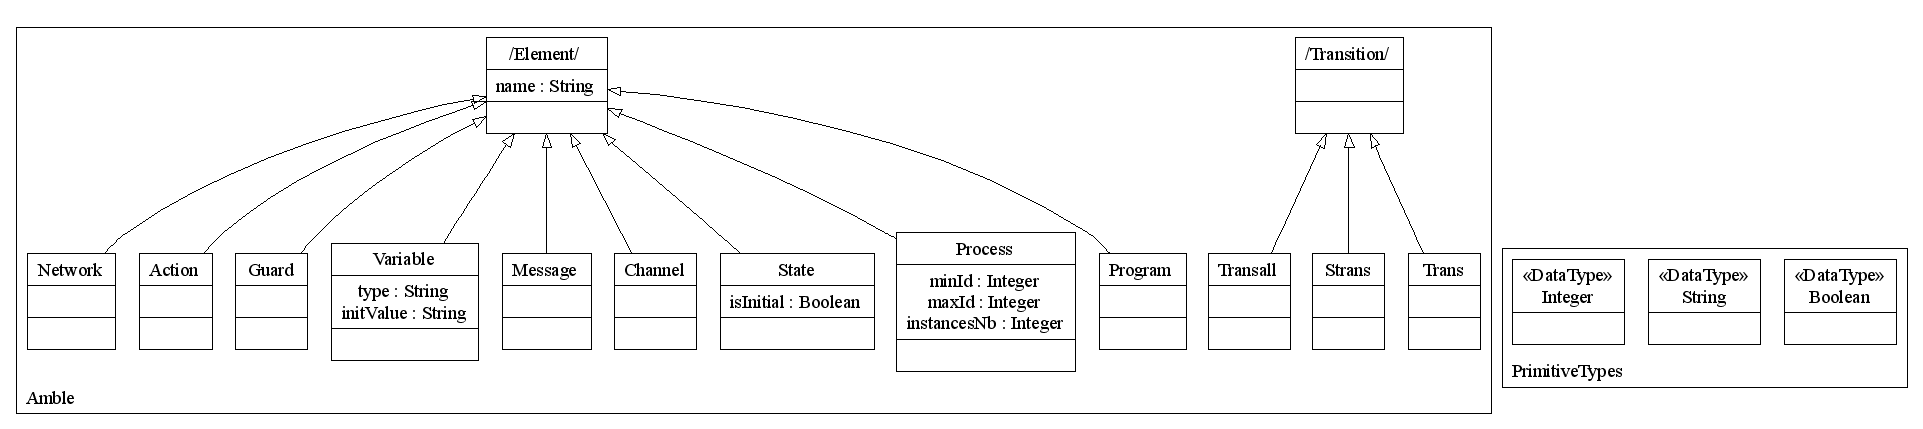 /Element/
name : String
/Transition/
Network
Action
Guard
Variable
type : String
initValue : String
Message
Channel
State
isInitial : Boolean
Process
minId : Integer
maxId : Integer
instancesNb : Integer
Program
Transall
Strans
Trans
Amble
«DataType»
Integer
«DataType»
String
«DataType»
Boolean
PrimitiveTypes